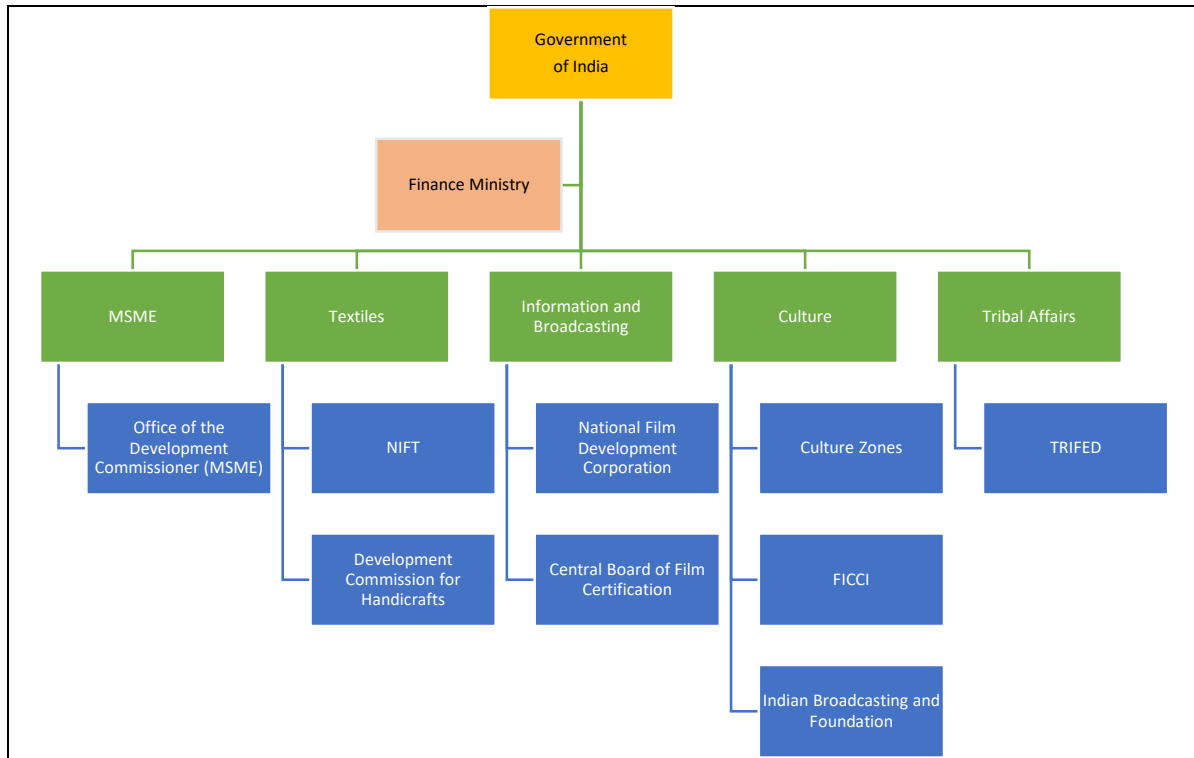 Government
of India
Finance Ministry
MSME
Textiles
Information and
Broadcasting
Culture
Tribal Affairs
Office of the
Development
Commissioner (MSME)
NIFT
National Film
Development
Corporation
Culture Zones
TRIFED
Development
Commission for
Handicrafts
Central Board of Film
Certification
FICCI
Indian Broadcasting and
Foundation